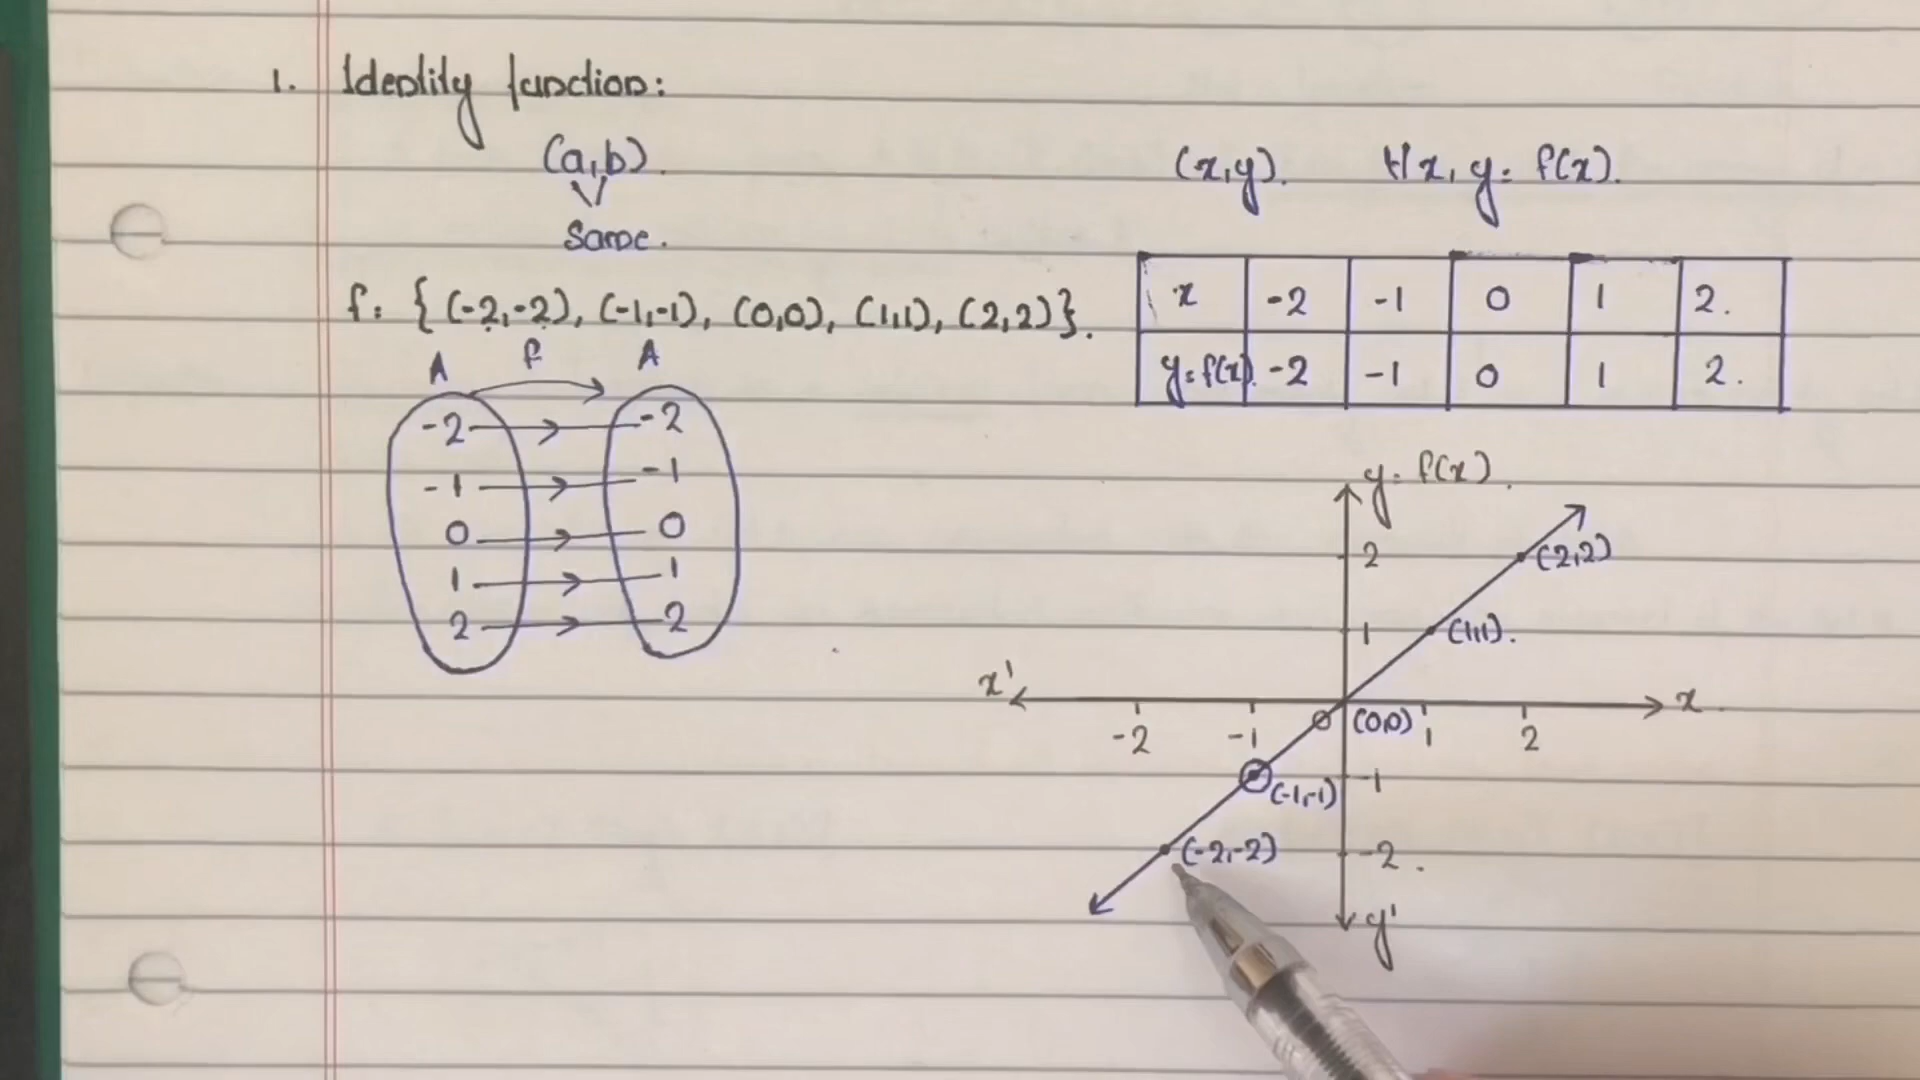 1. Identity function:
(a,b).
Same.
f: {(-2,-2), (-1,-1), (0,0), (1,1), (2,2)}.
A f A
-2 -2
-1 -1
0 0
1 1
2 2
(x,y). ∀x, y = f(x).
x -2 -1 0 1 2.
y=f(x). -2 -1 0 1 2.
y = f(x).
2 (2,2)
1 (1,1).
x' x
-2 -1 0 (0,0) 1 2
(-1,-1) -1
(-2,-2) -2.
y'